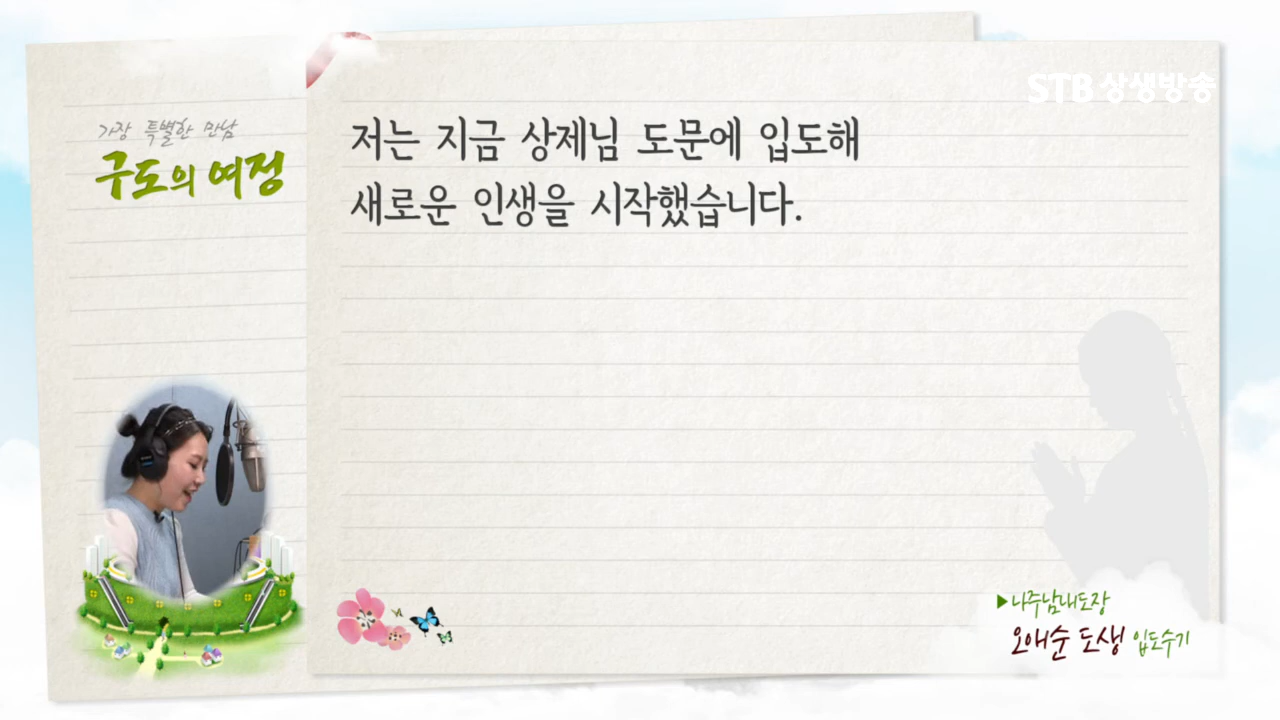 STB 상생방송
가장 특별한 만남
구도의 여정
저는 지금 상제님 도문에 입도해
새로운 인생을 시작했습니다.
▶나주남내도장
오애순 도생 입도수기